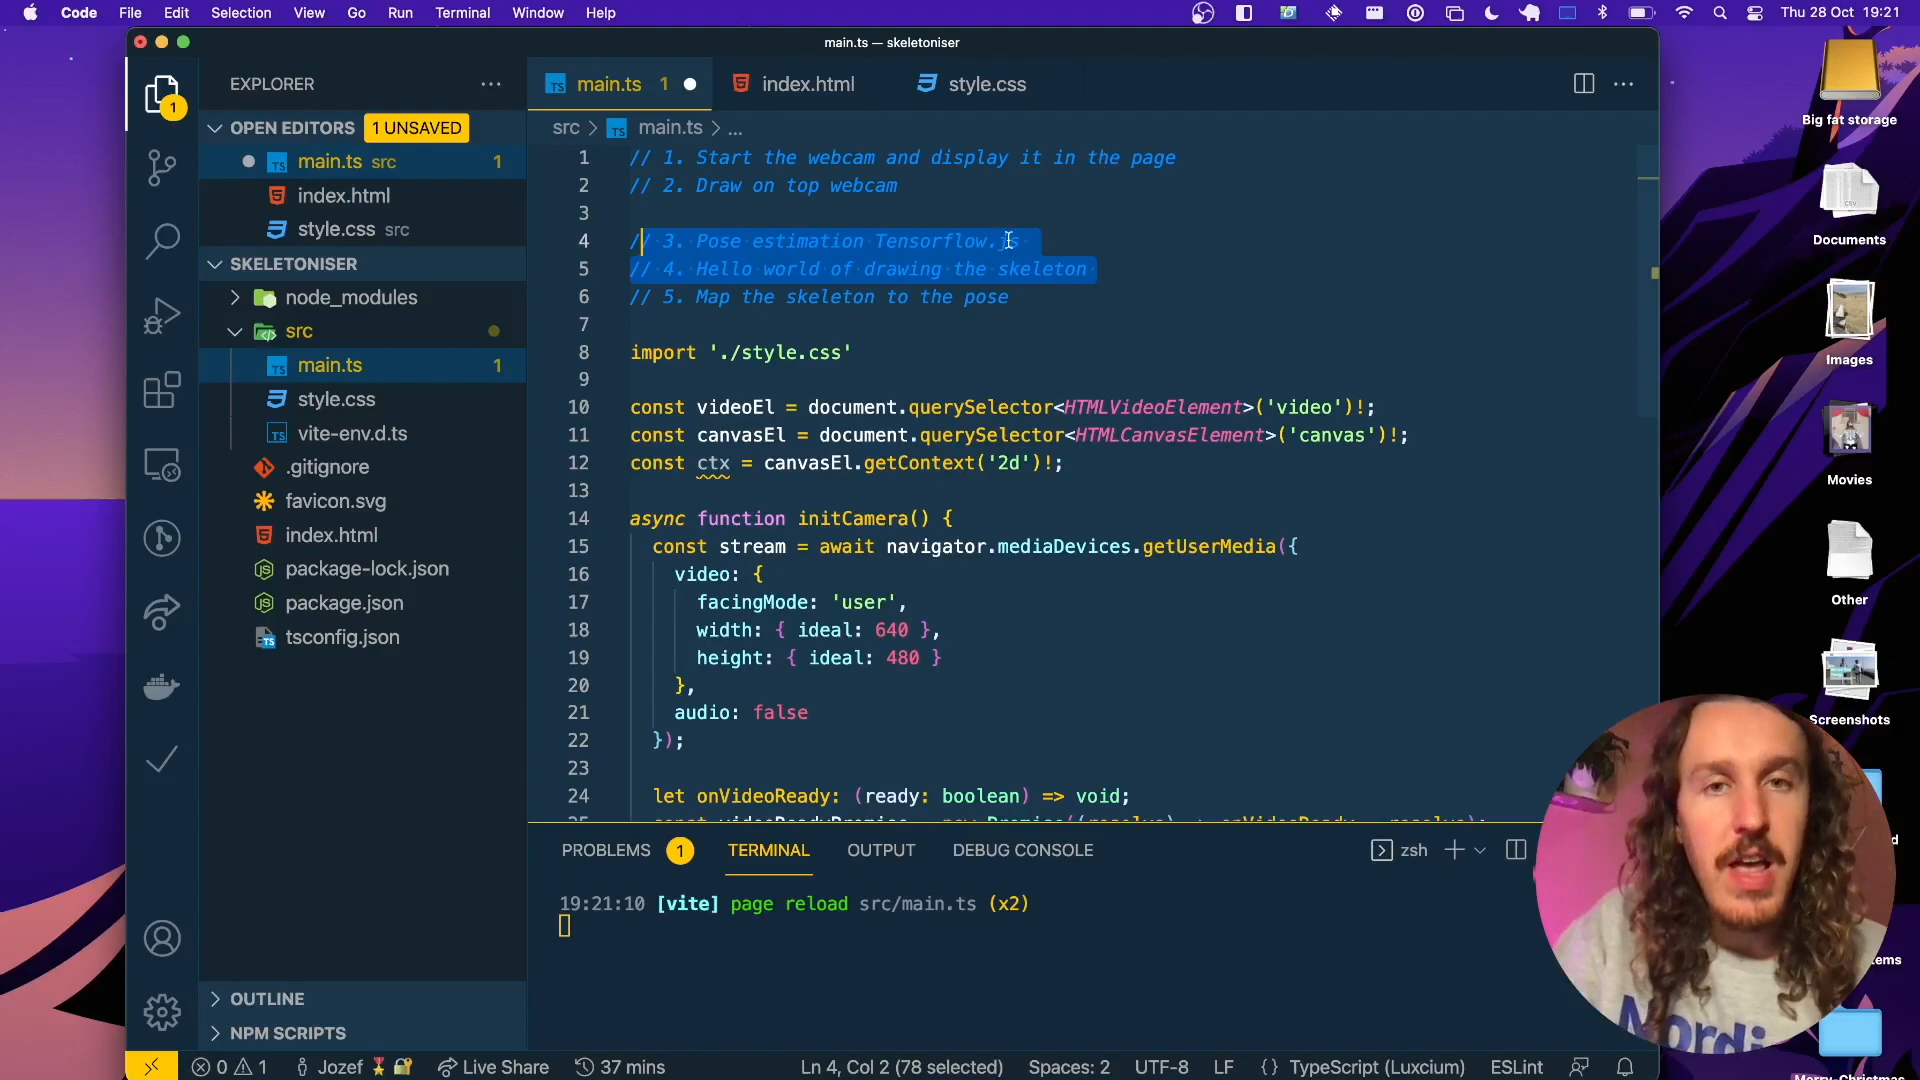 Code File Edit Selection View Go Run Terminal Window Help Thu 28 Oct 19:21
main.ts — skeletoniser
EXPLORER
OPEN EDITORS 1 UNSAVED
main.ts src 1
index.html
style.css src
SKELETONISER
node_modules
src
main.ts 1
style.css
vite-env.d.ts
.gitignore
favicon.svg
index.html
package-lock.json
package.json
tsconfig.json
OUTLINE
NPM SCRIPTS
main.ts 1 index.html style.css
src > main.ts > ...
1 // 1. Start the webcam and display it in the page
2 // 2. Draw on top webcam
3
4 // 3. Pose estimation Tensorflow.js
5 // 4. Hello world of drawing the skeleton
6 // 5. Map the skeleton to the pose
7
8 import './style.css'
9
10 const videoEl = document.querySelector<HTMLVideoElement>('video')!;
11 const canvasEl = document.querySelector<HTMLCanvasElement>('canvas')!;
12 const ctx = canvasEl.getContext('2d')!;
13
14 async function initCamera() {
15 const stream = await navigator.mediaDevices.getUserMedia({
16 video: {
17 facingMode: 'user',
18 width: { ideal: 640 },
19 height: { ideal: 480 }
20 },
21 audio: false
22 });
23
24 let onVideoReady: (ready: boolean) => void;
PROBLEMS 1 TERMINAL OUTPUT DEBUG CONSOLE zsh
19:21:10 [vite] page reload src/main.ts (x2)
0 1 Jozef Live Share 37 mins Ln 4, Col 2 (78 selected) Spaces: 2 UTF-8 LF {} TypeScript (Luxcium) ESLint
1
Big fat storage
CSV
Documents
Images
Movies
Other
Screenshots
Nordi